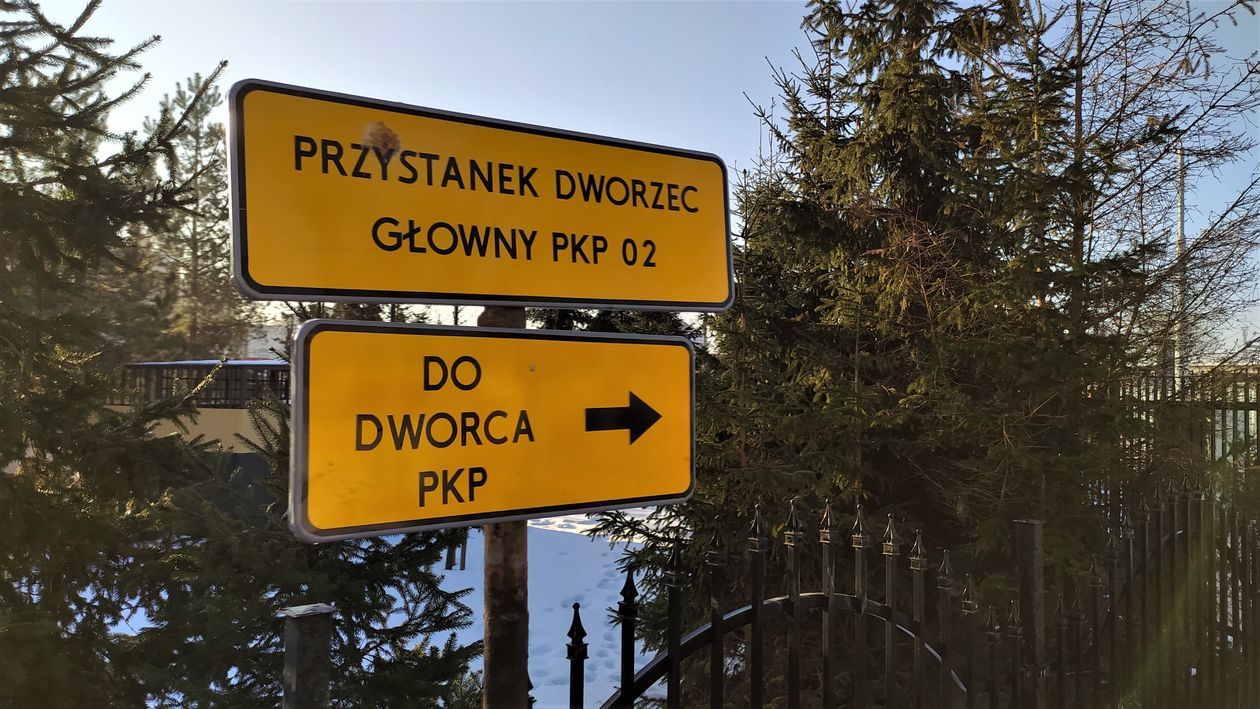 PRZYSTANEK DWORZEC
GŁOWNY PKP 02
DO
DWORCA
PKP